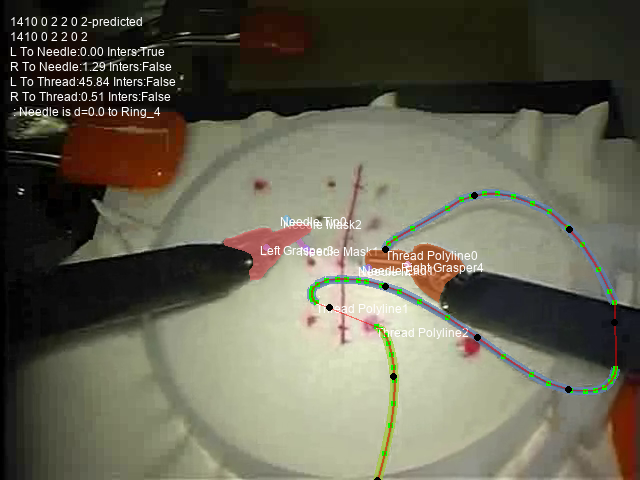 1410 0 2 2 0 2-predicted
1410 0 2 2 0 2
L To Needle:0.00 Inters:True
R To Needle:1.29 Inters:False
L To Thread:45.84 Inters:False
R To Thread:0.51 Inters:False
: Needle is d=0.0 to Ring_4
Needle Tip0
Needle Mask2
Left Grasper3
Needle Mask1
Thread Polyline0
Right Grasper4
Thread Polyline1
Thread Polyline2